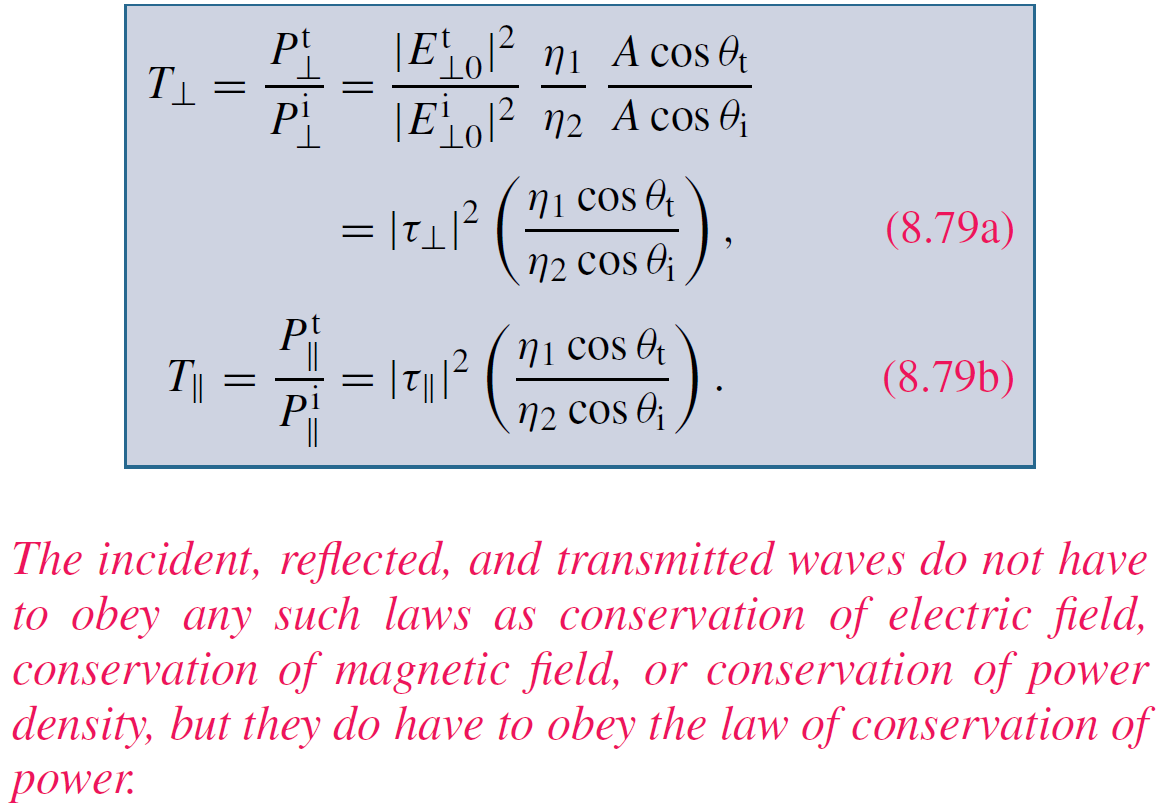 T⊥ = P⊥^t / P⊥^i = |E⊥0^t|² / |E⊥0^i|² η1 / η2 A cos θt / A cos θi
= |τ⊥|² ( η1 cos θt / η2 cos θi ) , (8.79a)
T∥ = P∥^t / P∥^i = |τ∥|² ( η1 cos θt / η2 cos θi ) . (8.79b)
The incident, reflected, and transmitted waves do not have
to obey any such laws as conservation of electric field,
conservation of magnetic field, or conservation of power
density, but they do have to obey the law of conservation of
power.